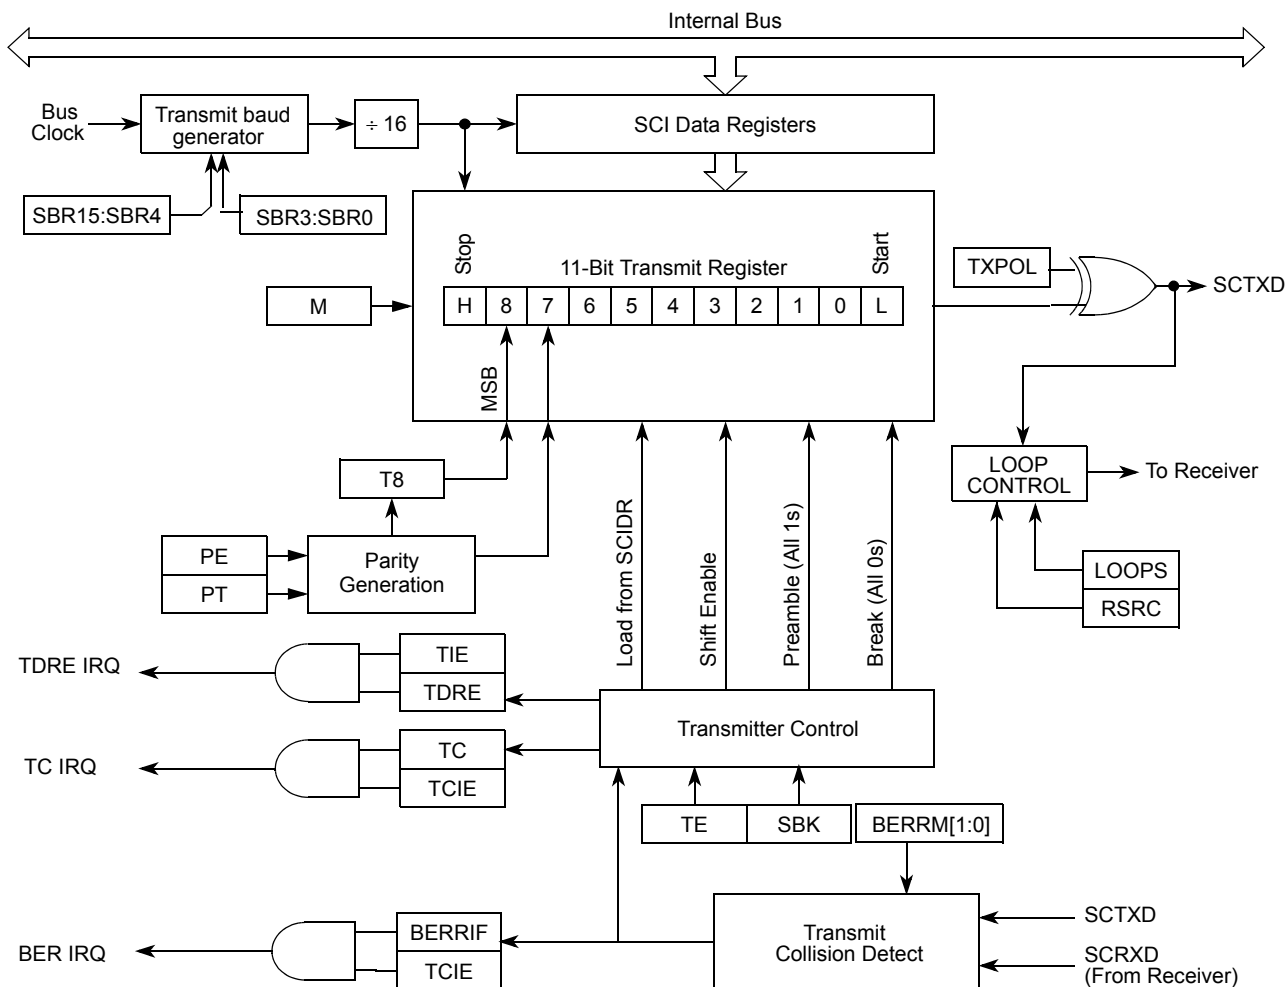 Internal Bus
Bus
Clock
Transmit baud
generator
÷ 16
SCI Data Registers
SBR15:SBR4
SBR3:SBR0
Stop
11-Bit Transmit Register
Start
TXPOL
SCTXD
M
H 8 7 6 5 4 3 2 1 0 L
MSB
T8
LOOP
CONTROL
To Receiver
PE
PT
Parity
Generation
Load from SCIDR
Shift Enable
Preamble (All 1s)
Break (All 0s)
LOOPS
RSRC
TDRE IRQ
TIE
TDRE
Transmitter Control
TC IRQ
TC
TCIE
TE
SBK
BERRM[1:0]
BER IRQ
BERRIF
TCIE
Transmit
Collision Detect
SCTXD
SCRXD
(From Receiver)